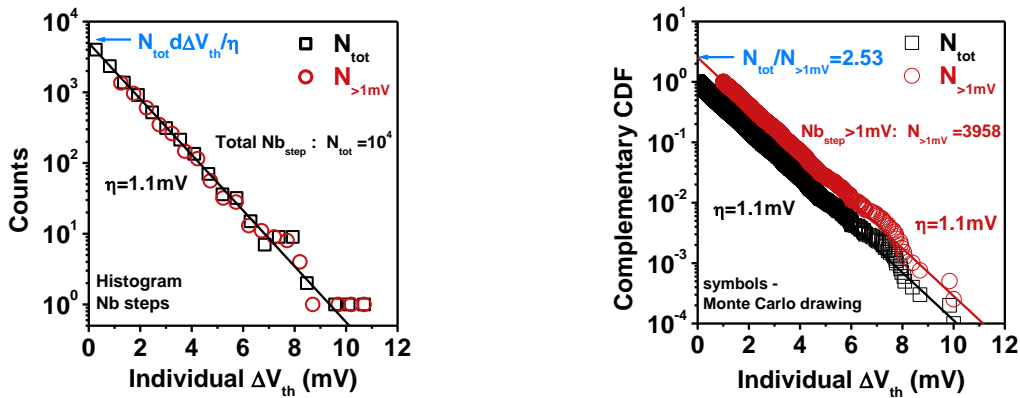 10⁴
10³
10²
10¹
10⁰
Counts
N_tot dΔV_th/η
N_tot
N_>1mV
Total Nb_step : N_tot=10⁴
η=1.1mV
Histogram
Nb steps
0 2 4 6 8 10 12
Individual ΔV_th (mV)
10¹
10⁰
10⁻¹
10⁻²
10⁻³
10⁻⁴
Complementary CDF
N_tot/N_>1mV=2.53
N_tot
N_>1mV
Nb_step>1mV: N_>1mV=3958
η=1.1mV
η=1.1mV
symbols -
Monte Carlo drawing
0 2 4 6 8 10 12
Individual ΔV_th (mV)